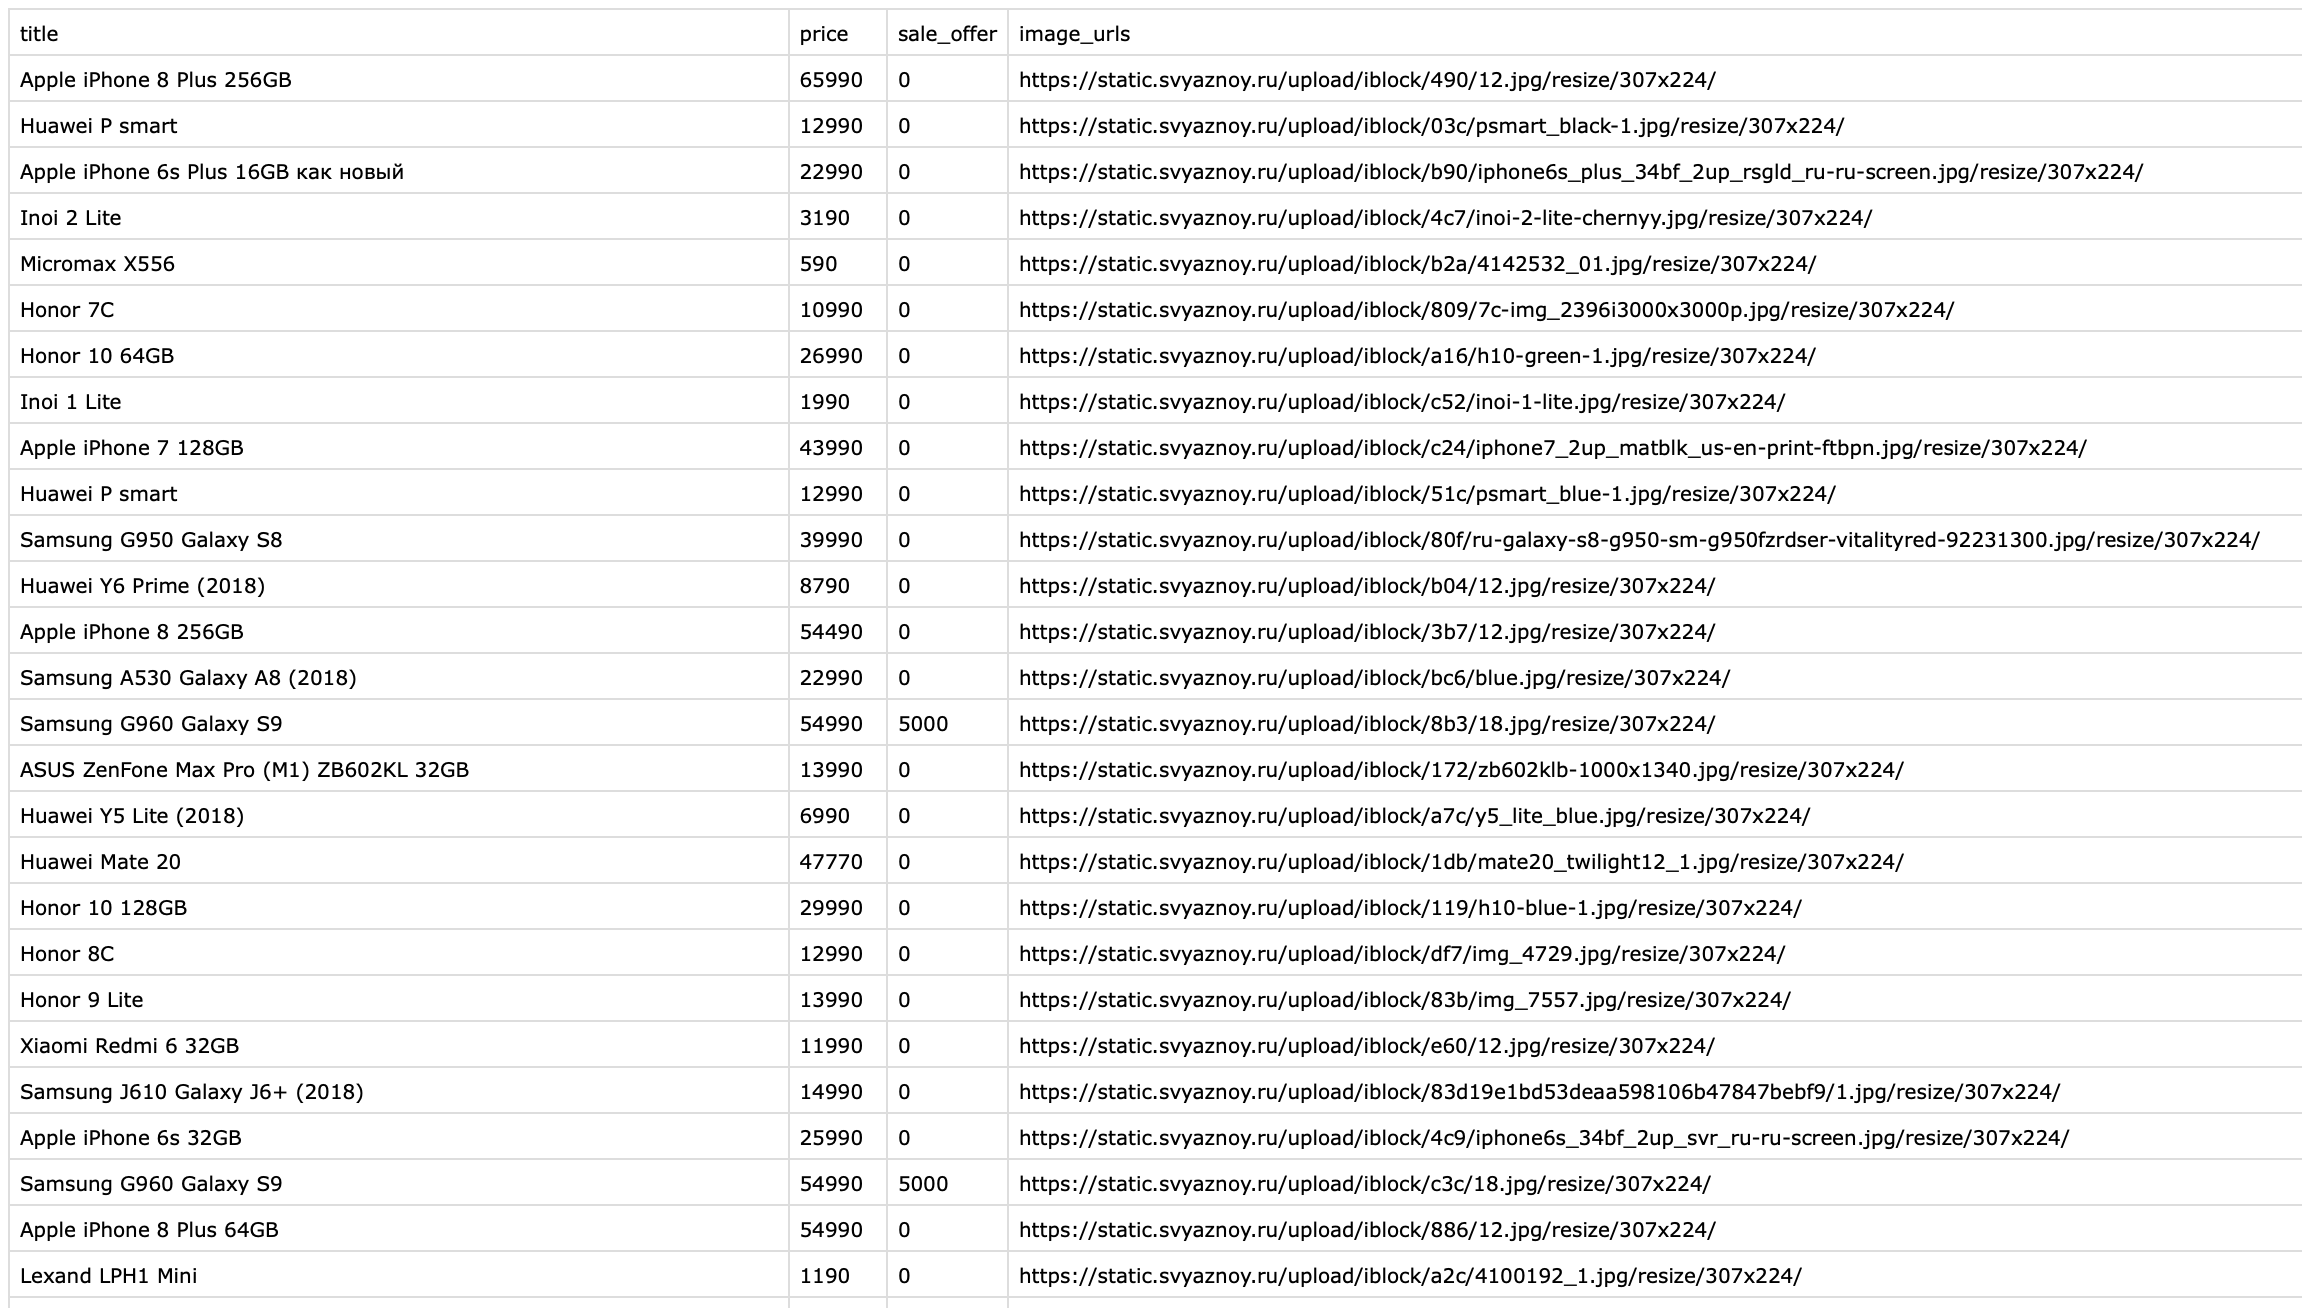 title price sale_offer image_urls
Apple iPhone 8 Plus 256GB 65990 0 https://static.svyaznoy.ru/upload/iblock/490/12.jpg/resize/307x224/
Huawei P smart 12990 0 https://static.svyaznoy.ru/upload/iblock/03c/psmart_black-1.jpg/resize/307x224/
Apple iPhone 6s Plus 16GB как новый 22990 0 https://static.svyaznoy.ru/upload/iblock/b90/iphone6s_plus_34bf_2up_rsgld_ru-ru-screen.jpg/resize/307x224/
Inoi 2 Lite 3190 0 https://static.svyaznoy.ru/upload/iblock/4c7/inoi-2-lite-chernyy.jpg/resize/307x224/
Micromax X556 590 0 https://static.svyaznoy.ru/upload/iblock/b2a/4142532_01.jpg/resize/307x224/
Honor 7C 10990 0 https://static.svyaznoy.ru/upload/iblock/809/7c-img_2396i3000x3000p.jpg/resize/307x224/
Honor 10 64GB 26990 0 https://static.svyaznoy.ru/upload/iblock/a16/h10-green-1.jpg/resize/307x224/
Inoi 1 Lite 1990 0 https://static.svyaznoy.ru/upload/iblock/c52/inoi-1-lite.jpg/resize/307x224/
Apple iPhone 7 128GB 43990 0 https://static.svyaznoy.ru/upload/iblock/c24/iphone7_2up_matblk_us-en-print-ftbpn.jpg/resize/307x224/
Huawei P smart 12990 0 https://static.svyaznoy.ru/upload/iblock/51c/psmart_blue-1.jpg/resize/307x224/
Samsung G950 Galaxy S8 39990 0 https://static.svyaznoy.ru/upload/iblock/80f/ru-galaxy-s8-g950-sm-g950fzrdser-vitalityred-92231300.jpg/resize/307x224/
Huawei Y6 Prime (2018) 8790 0 https://static.svyaznoy.ru/upload/iblock/b04/12.jpg/resize/307x224/
Apple iPhone 8 256GB 54490 0 https://static.svyaznoy.ru/upload/iblock/3b7/12.jpg/resize/307x224/
Samsung A530 Galaxy A8 (2018) 22990 0 https://static.svyaznoy.ru/upload/iblock/bc6/blue.jpg/resize/307x224/
Samsung G960 Galaxy S9 54990 5000 https://static.svyaznoy.ru/upload/iblock/8b3/18.jpg/resize/307x224/
ASUS ZenFone Max Pro (M1) ZB602KL 32GB 13990 0 https://static.svyaznoy.ru/upload/iblock/172/zb602klb-1000x1340.jpg/resize/307x224/
Huawei Y5 Lite (2018) 6990 0 https://static.svyaznoy.ru/upload/iblock/a7c/y5_lite_blue.jpg/resize/307x224/
Huawei Mate 20 47770 0 https://static.svyaznoy.ru/upload/iblock/1db/mate20_twilight12_1.jpg/resize/307x224/
Honor 10 128GB 29990 0 https://static.svyaznoy.ru/upload/iblock/119/h10-blue-1.jpg/resize/307x224/
Honor 8C 12990 0 https://static.svyaznoy.ru/upload/iblock/df7/img_4729.jpg/resize/307x224/
Honor 9 Lite 13990 0 https://static.svyaznoy.ru/upload/iblock/83b/img_7557.jpg/resize/307x224/
Xiaomi Redmi 6 32GB 11990 0 https://static.svyaznoy.ru/upload/iblock/e60/12.jpg/resize/307x224/
Samsung J610 Galaxy J6+ (2018) 14990 0 https://static.svyaznoy.ru/upload/iblock/83d19e1bd53deaa598106b47847bebf9/1.jpg/resize/307x224/
Apple iPhone 6s 32GB 25990 0 https://static.svyaznoy.ru/upload/iblock/4c9/iphone6s_34bf_2up_svr_ru-ru-screen.jpg/resize/307x224/
Samsung G960 Galaxy S9 54990 5000 https://static.svyaznoy.ru/upload/iblock/c3c/18.jpg/resize/307x224/
Apple iPhone 8 Plus 64GB 54990 0 https://static.svyaznoy.ru/upload/iblock/886/12.jpg/resize/307x224/
Lexand LPH1 Mini 1190 0 https://static.svyaznoy.ru/upload/iblock/a2c/4100192_1.jpg/resize/307x224/